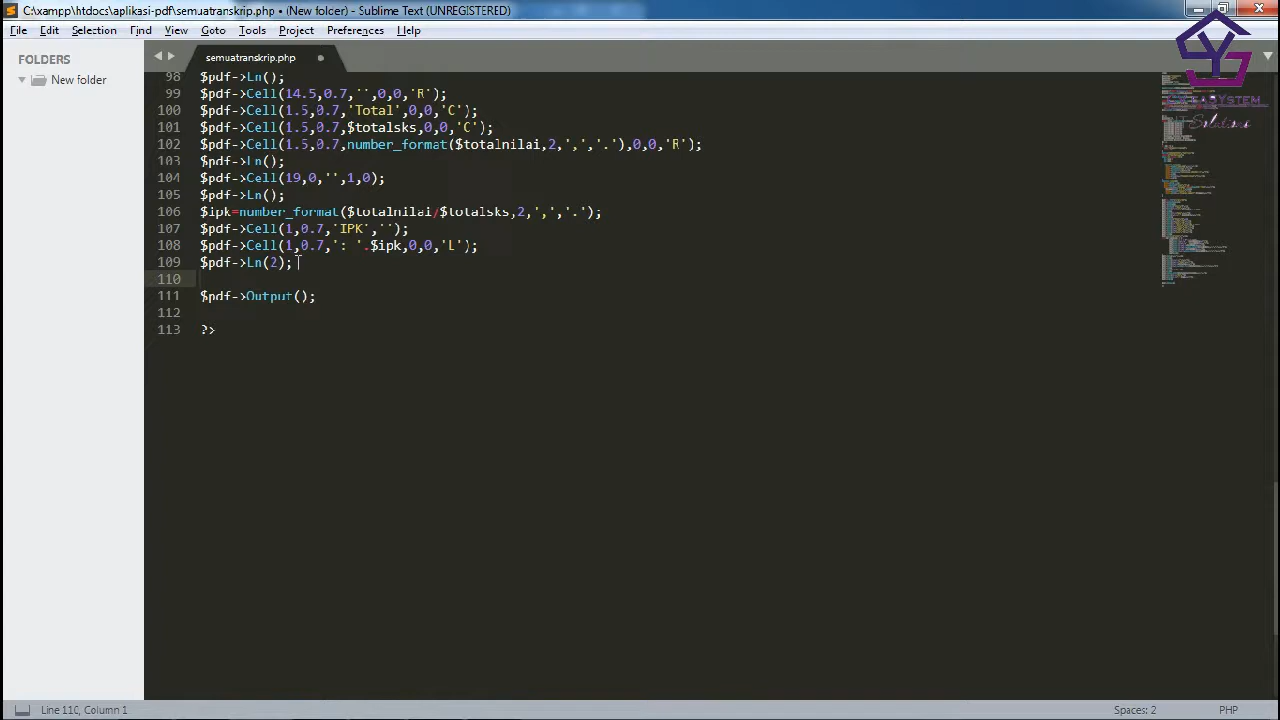 C:\xampp\htdocs\aplikasi-pdf\semuatranskrip.php • (New folder) - Sublime Text (UNREGISTERED)
File Edit Selection Find View Goto Tools Project Preferences Help
FOLDERS
New folder
semuatranskrip.php
98 $pdf->Ln();
99 $pdf->Cell(14.5,0.7,'',0,0,'R');
100 $pdf->Cell(1.5,0.7,'Total',0,0,'C');
101 $pdf->Cell(1.5,0.7,$totalsks,0,0,'C');
102 $pdf->Cell(1.5,0.7,number_format($totalnilai,2,',','.'),0,0,'R');
103 $pdf->Ln();
104 $pdf->Cell(19,0,'',1,0);
105 $pdf->Ln();
106 $ipk=number_format($totalnilai/$totalsks,2,',','.');
107 $pdf->Cell(1,0.7,'IPK','');
108 $pdf->Cell(1,0.7,': '.$ipk,0,0,'L');
109 $pdf->Ln(2);
110
111 $pdf->Output();
112
113 ?>
IT-Solutions
Line 110, Column 1
Spaces: 2
PHP